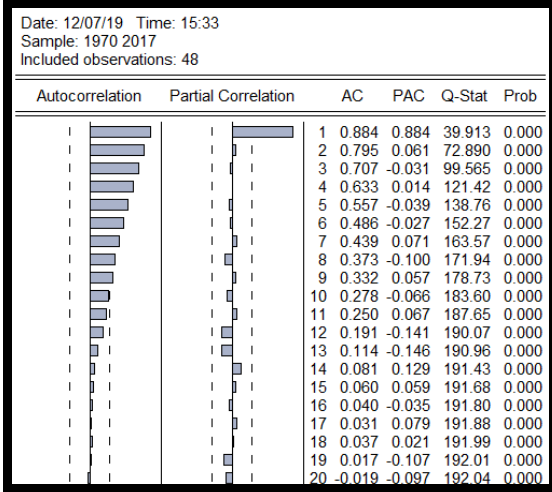 Date: 12/07/19 Time: 15:33
Sample: 1970 2017
Included observations: 48
Autocorrelation Partial Correlation AC PAC Q-Stat Prob
1 0.884 0.884 39.913 0.000
2 0.795 0.061 72.890 0.000
3 0.707 -0.031 99.565 0.000
4 0.633 0.014 121.42 0.000
5 0.557 -0.039 138.76 0.000
6 0.486 -0.027 152.27 0.000
7 0.439 0.071 163.57 0.000
8 0.373 -0.100 171.94 0.000
9 0.332 0.057 178.73 0.000
10 0.278 -0.066 183.60 0.000
11 0.250 0.067 187.65 0.000
12 0.191 -0.141 190.07 0.000
13 0.114 -0.146 190.96 0.000
14 0.081 0.129 191.43 0.000
15 0.060 0.059 191.68 0.000
16 0.040 -0.035 191.80 0.000
17 0.031 0.079 191.88 0.000
18 0.037 0.021 191.99 0.000
19 0.017 -0.107 192.01 0.000
20 -0.019 -0.097 192.04 0.000